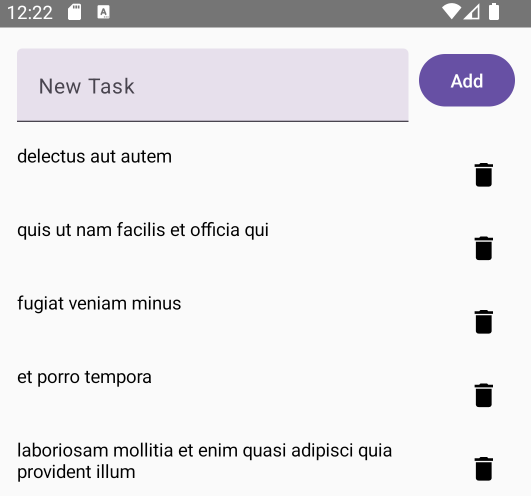 12:22
A
New Task
Add
delectus aut autem
quis ut nam facilis et officia qui
fugiat veniam minus
et porro tempora
laboriosam mollitia et enim quasi adipisci quia
provident illum